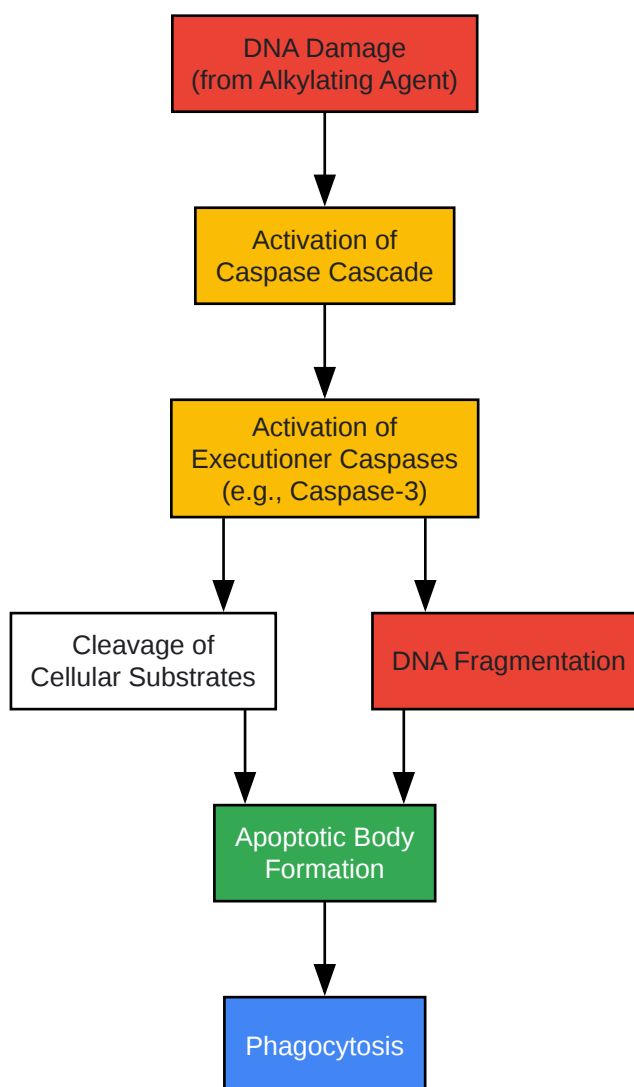 DNA Damage
(from Alkylating Agent)
Activation of
Caspase Cascade
Activation of
Executioner Caspases
(e.g., Caspase-3)
Cleavage of
Cellular Substrates
DNA Fragmentation
Apoptotic Body
Formation
Phagocytosis